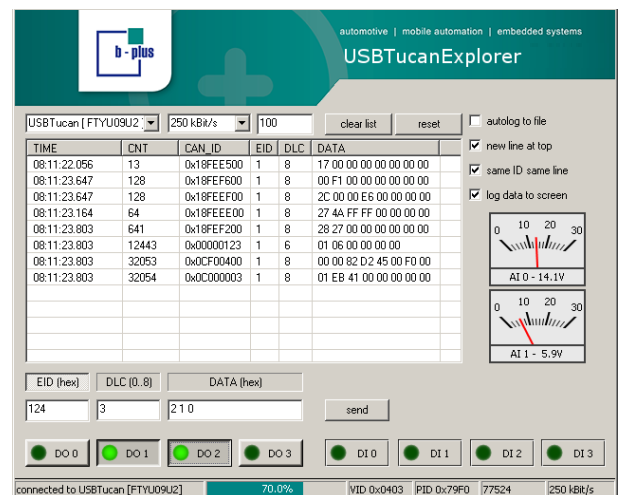 automotive | mobile automation | embedded systems
b - plus
USBTucanExplorer
USBTucan [ FTYU09U2 ] 250 kBit/s 100 clear list reset autolog to file
TIME CNT CAN_ID EID DLC DATA new line at top
08:11:22.056 13 0x18FEE500 1 8 17 00 00 00 00 00 00 00
08:11:23.647 128 0x18FEF600 1 8 00 F1 00 00 00 00 00 00
08:11:23.647 128 0x18FEEF00 1 8 2C 00 00 E6 00 00 00 00
08:11:23.164 64 0x18FEEE00 1 8 27 4A FF FF 00 00 00 00
08:11:23.803 641 0x18FEF200 1 8 28 27 00 00 00 00 00 00
08:11:23.803 12443 0x00000123 1 6 01 06 00 00 00 00
08:11:23.803 32053 0x0CF00400 1 8 00 00 82 D2 45 00 F0 00
08:11:23.803 32054 0x0C000003 1 8 01 EB 41 00 00 00 00 00
same ID same line
log data to screen
0 10 20 30
AI 0 - 14.1V
0 10 20 30
AI 1 - 5.9V
EID (hex) DLC (0..8) DATA (hex)
124 3 2 1 0 send
DO 0 DO 1 DO 2 DO 3 DI 0 DI 1 DI 2 DI 3
connected to USBTucan [FTYU09U2] 70.0% VID 0x0403 PID 0x79F0 77524 250 kBit/s